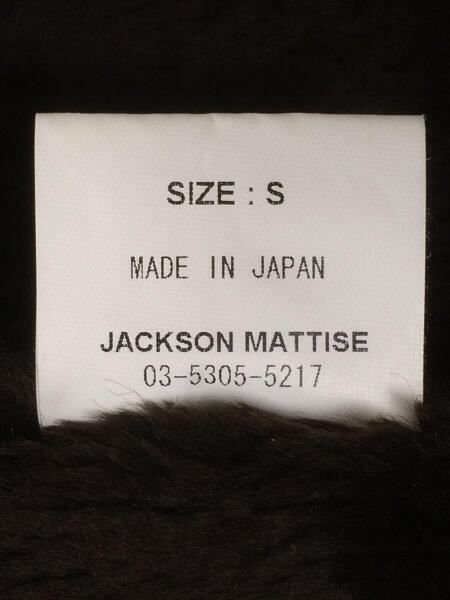 SIZE : S
MADE IN JAPAN
JACKSON MATTISE
03-5305-5217